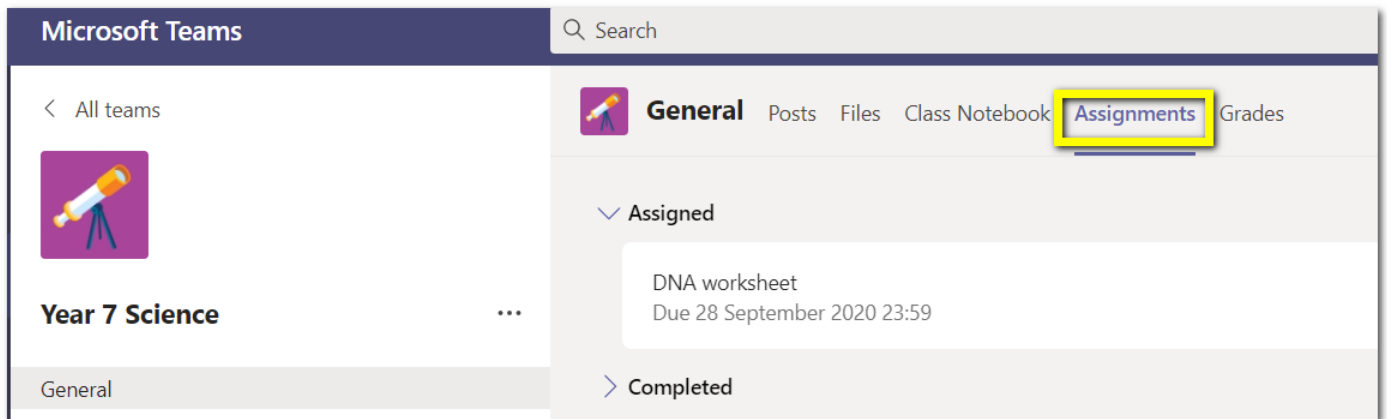 Microsoft Teams
Search
All teams
General Posts Files Class Notebook Assignments Grades
Assigned
DNA worksheet
Due 28 September 2020 23:59
Year 7 Science
General
Completed